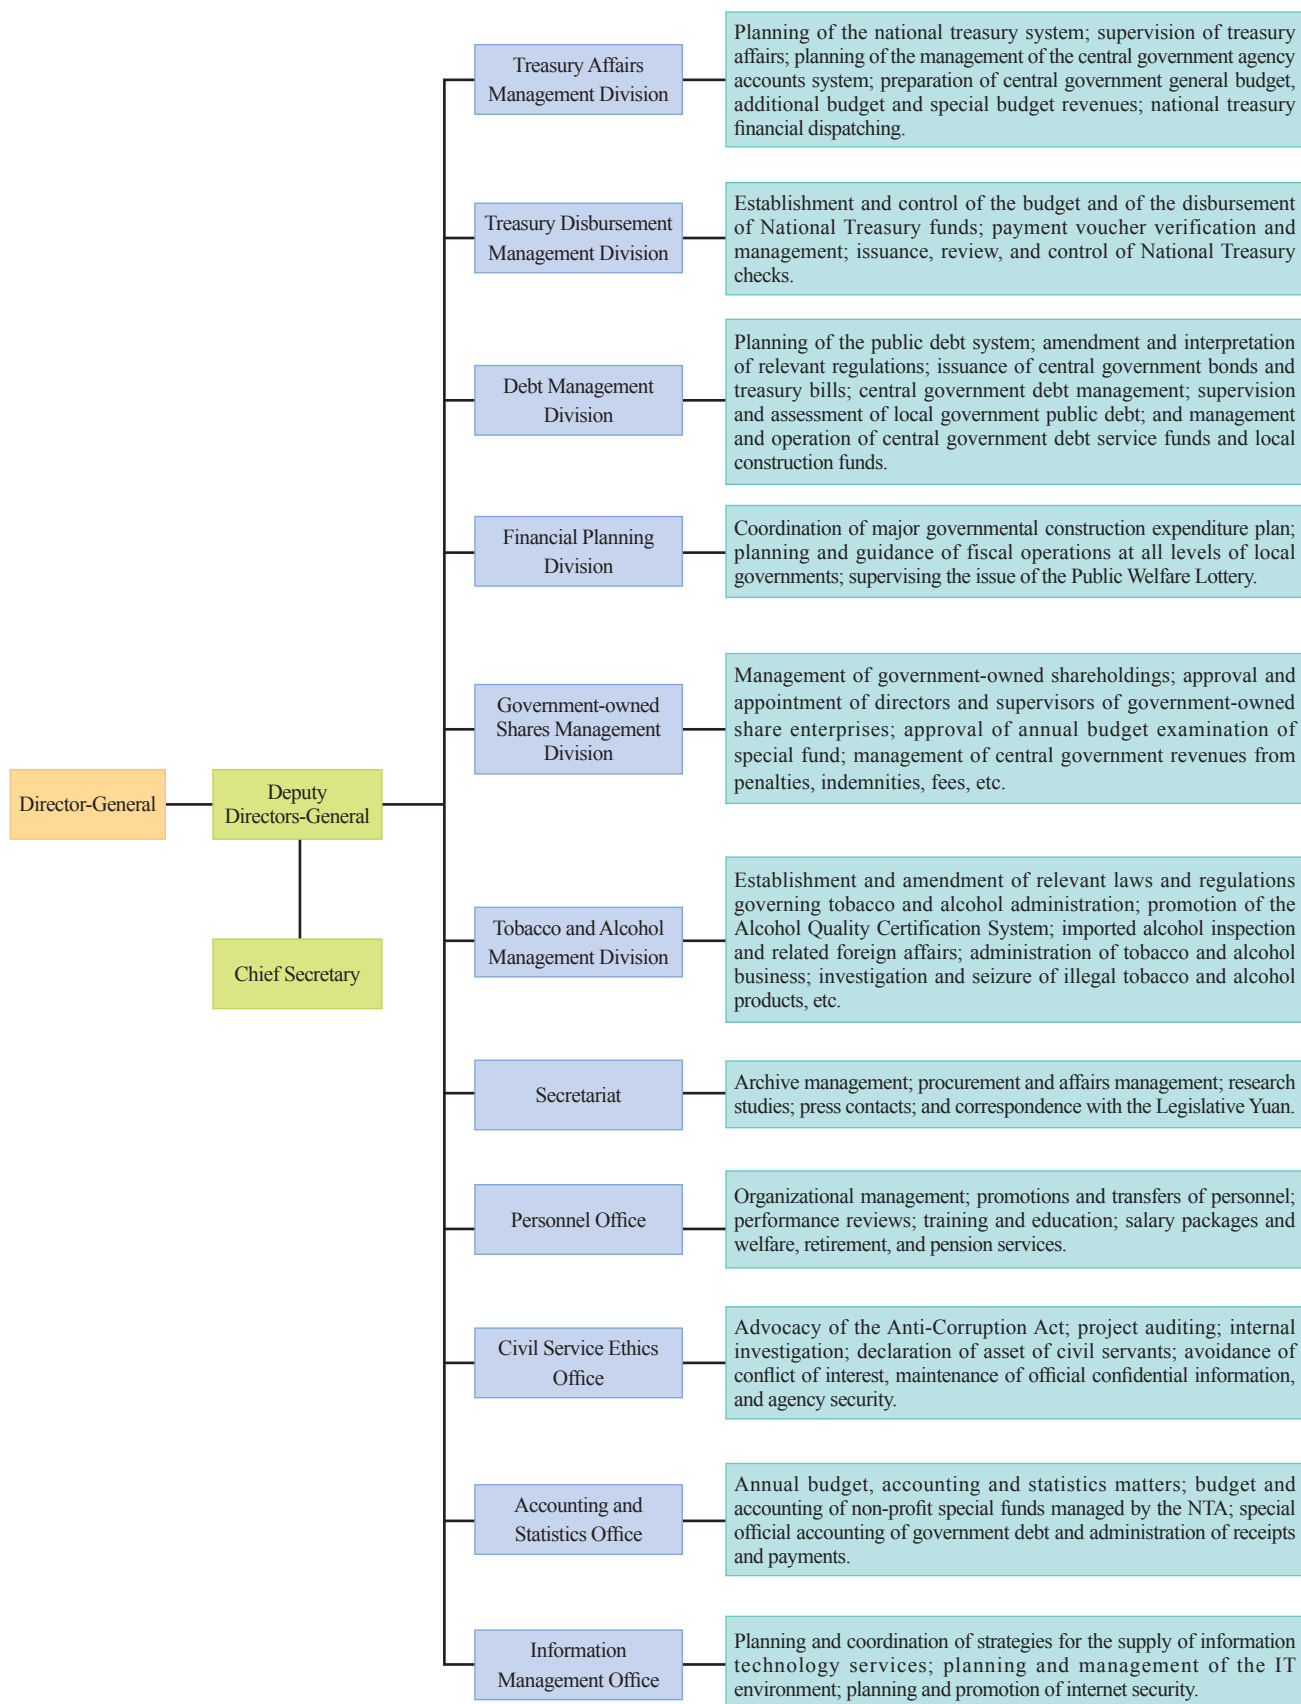 Director-General
Deputy
Directors-General
Chief Secretary
Treasury Affairs
Management Division
Planning of the national treasury system; supervision of treasury
affairs; planning of the management of the central government agency
accounts system; preparation of central government general budget,
additional budget and special budget revenues; national treasury
financial dispatching.
Treasury Disbursement
Management Division
Establishment and control of the budget and of the disbursement
of National Treasury funds; payment voucher verification and
management; issuance, review, and control of National Treasury
checks.
Debt Management
Division
Planning of the public debt system; amendment and interpretation
of relevant regulations; issuance of central government bonds and
treasury bills; central government debt management; supervision
and assessment of local government public debt; and management
and operation of central government debt service funds and local
construction funds.
Financial Planning
Division
Coordination of major governmental construction expenditure plan;
planning and guidance of fiscal operations at all levels of local
governments; supervising the issue of the Public Welfare Lottery.
Government-owned
Shares Management
Division
Management of government-owned shareholdings; approval and
appointment of directors and supervisors of government-owned
share enterprises; approval of annual budget examination of
special fund; management of central government revenues from
penalties, indemnities, fees, etc.
Tobacco and Alcohol
Management Division
Establishment and amendment of relevant laws and regulations
governing tobacco and alcohol administration; promotion of the
Alcohol Quality Certification System; imported alcohol inspection
and related foreign affairs; administration of tobacco and alcohol
business; investigation and seizure of illegal tobacco and alcohol
products, etc.
Secretariat
Archive management; procurement and affairs management; research
studies; press contacts; and correspondence with the Legislative Yuan.
Personnel Office
Organizational management; promotions and transfers of personnel;
performance reviews; training and education; salary packages and
welfare, retirement, and pension services.
Civil Service Ethics
Office
Advocacy of the Anti-Corruption Act; project auditing; internal
investigation; declaration of asset of civil servants; avoidance of
conflict of interest, maintenance of official confidential information,
and agency security.
Accounting and
Statistics Office
Annual budget, accounting and statistics matters; budget and
accounting of non-profit special funds managed by the NTA; special
official accounting of government debt and administration of receipts
and payments.
Information
Management Office
Planning and coordination of strategies for the supply of information
technology services; planning and management of the IT
environment; planning and promotion of internet security.